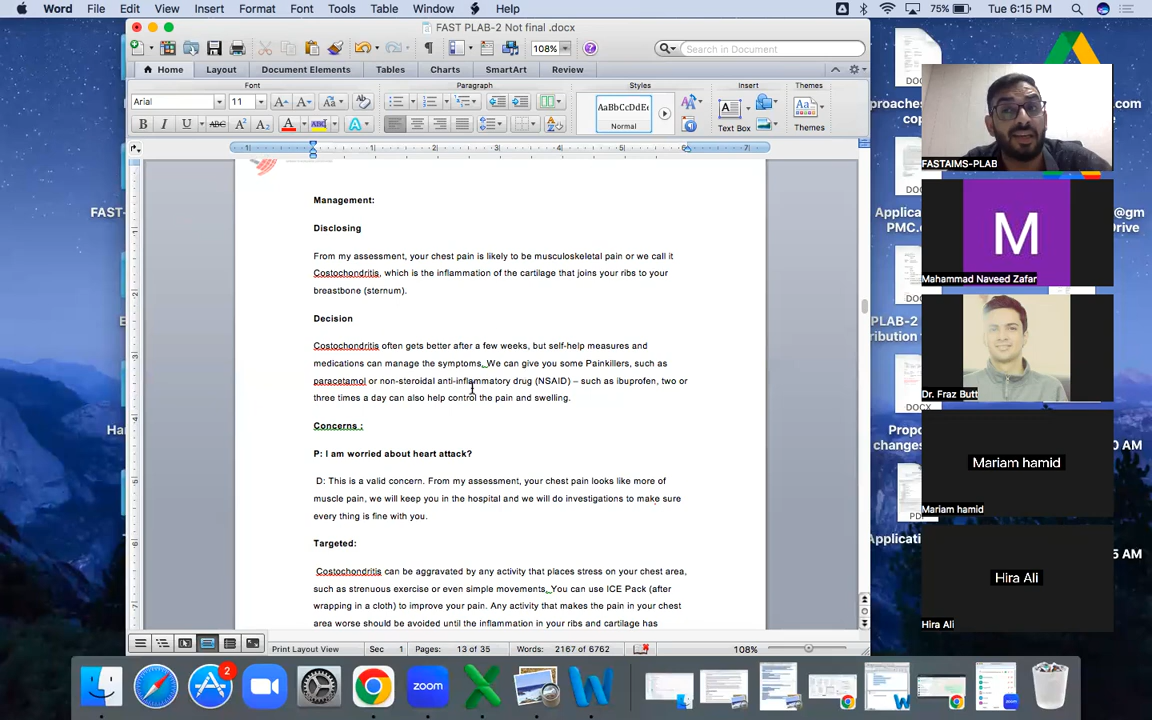 Word File Edit View Insert Format Font Tools Table Window Help
75% Tue 6:15 PM
FAST PLAB-2 Not final .docx
108%
Search in Document
Home Layout Document Elements Tables Charts SmartArt Review
Font Paragraph Styles Insert Themes
Arial 11
AaBbCcDdEe
Normal
Text Box
Themes
Management:
Disclosing
From my assessment, your chest pain is likely to be musculoskeletal pain or we call it
Costochondritis, which is the inflammation of the cartilage that joins your ribs to your
breastbone (sternum).
Decision
Costochondritis often gets better after a few weeks, but self-help measures and
medications can manage the symptoms. We can give you some Painkillers, such as
paracetamol or non-steroidal anti-inflammatory drug (NSAID) – such as ibuprofen, two or
three times a day can also help control the pain and swelling.
Concerns :
P: I am worried about heart attack?
D: This is a valid concern. From my assessment, your chest pain looks like more of
muscle pain, we will keep you in the hospital and we will do investigations to make sure
every thing is fine with you.
Targeted:
Costochondritis can be aggravated by any activity that places stress on your chest area,
such as strenuous exercise or even simple movements. You can use ICE Pack (after
wrapping in a cloth) to improve your pain. Any activity that makes the pain in your chest
area worse should be avoided until the inflammation in your ribs and cartilage has
Print Layout View Sec 1 Pages: 13 of 35 Words: 2167 of 6762 108%
FASTAIMS-PLAB
M
Mahammad Naveed Zafar
Dr. Fraz Butt
Mariam hamid
Mariam hamid
Hira Ali
Hira Ali
2
zoom